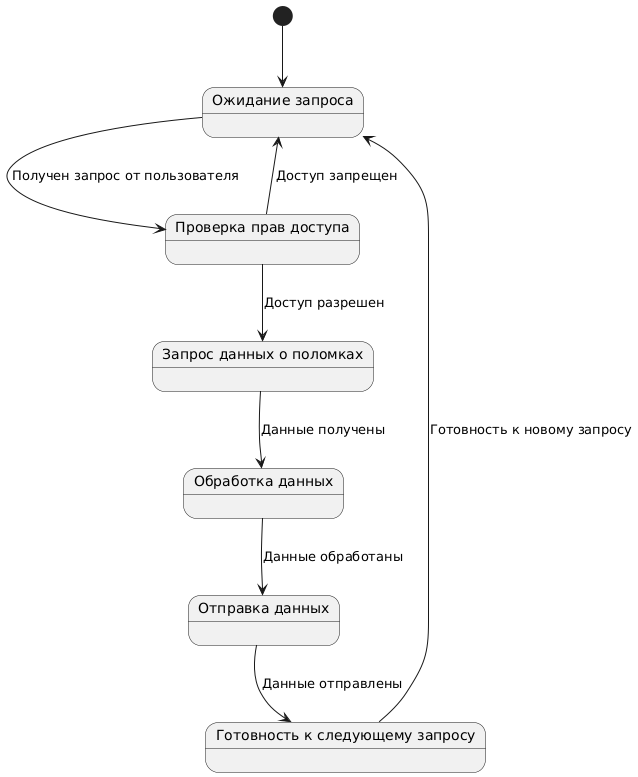 Ожидание запроса
Получен запрос от пользователя
Доступ запрещен
Проверка прав доступа
Доступ разрешен
Запрос данных о поломках
Данные получены
Готовность к новому запросу
Обработка данных
Данные обработаны
Отправка данных
Данные отправлены
Готовность к следующему запросу